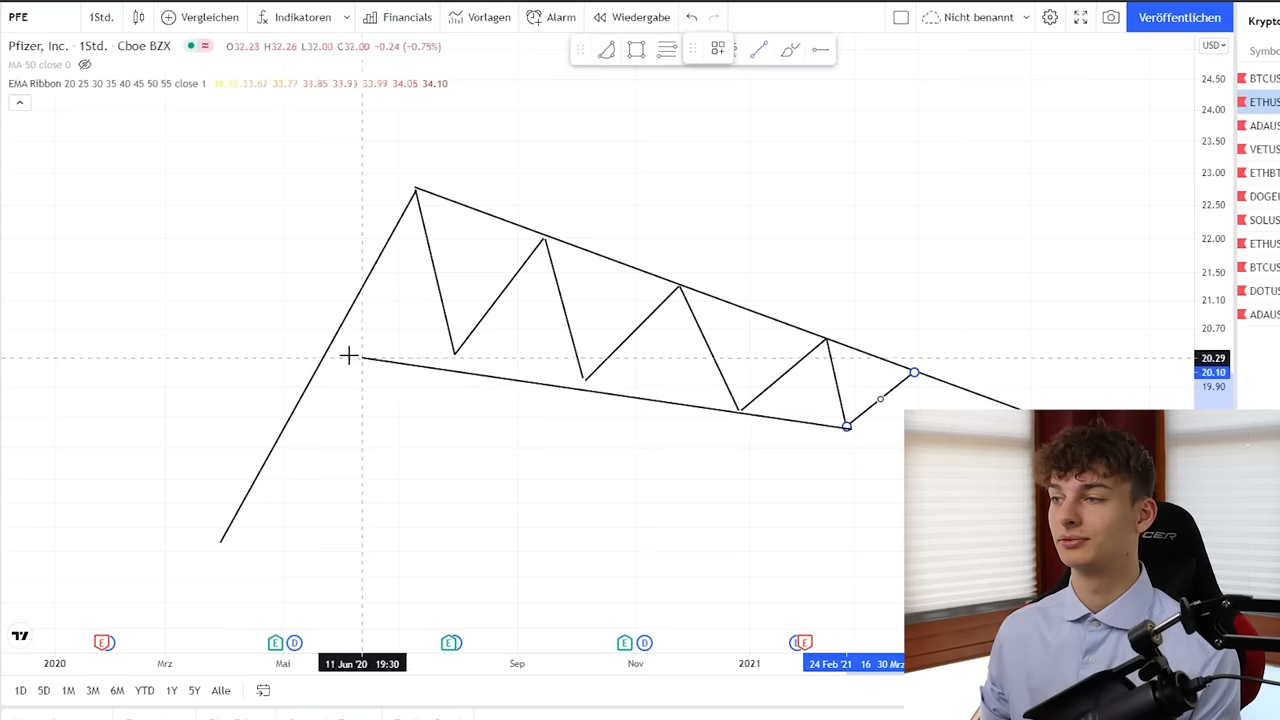 PFE 1Std. Vergleichen Indikatoren Financials Vorlagen Alarm Wiedergabe Nicht benannt Veröffentlichen
Krypto
Pfizer, Inc. · 1Std. · Cboe BZX O32.23 H32.26 L32.00 C32.00 -0.24 (-0.75%)
USD
MA 50 close 0
EMA Ribbon 20 25 30 35 40 45 50 55 close 1 33.62 33.77 33.85 33.93 33.99 34.05 34.10
24.50
24.00
23.50
23.00
22.50
22.00
21.50
21.10
20.70
20.29
20.10
19.90
BTCUS
ETHUS
ADAUS
VETUS
ETHBT
DOGEU
SOLUS
ETHUS
BTCUS
DOTUS
ADAUS
CER
E E D E E D E
2020 Mrz Mai 11 Jun '20 19:30 Sep Nov 2021 24 Feb '21 16 30 Mrz
1D 5D 1M 3M 6M YTD 1Y 5Y Alle